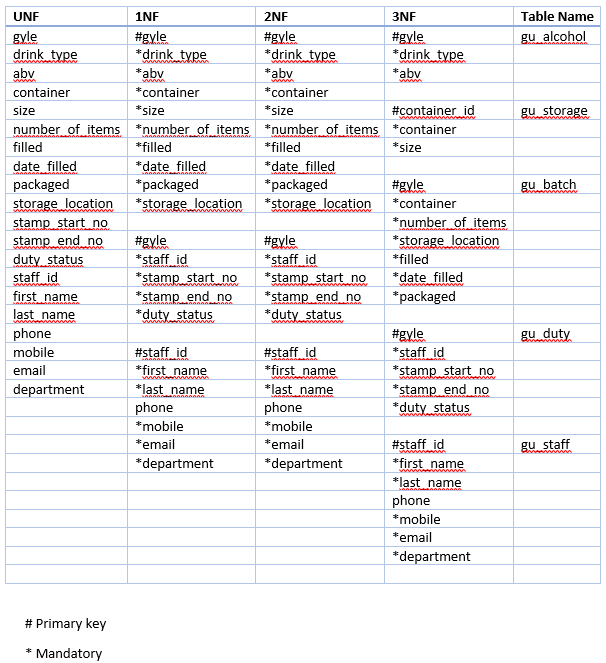 UNF 1NF 2NF 3NF Table Name
gyle #gyle #gyle #gyle gu_alcohol
drink_type *drink_type *drink_type *drink_type
abv *abv *abv *abv
container *container *container
size *size *size #container_id gu_storage
number_of_items *number_of_items *number_of_items *container
filled *filled *filled *size
date_filled *date_filled *date_filled
packaged *packaged *packaged #gyle gu_batch
storage_location *storage_location *storage_location *container
stamp_start_no *number_of_items
stamp_end_no #gyle #gyle *storage_location
duty_status *staff_id *staff_id *filled
staff_id *stamp_start_no *stamp_start_no *date_filled
first_name *stamp_end_no *stamp_end_no *packaged
last_name *duty_status *duty_status
phone #gyle gu_duty
mobile #staff_id #staff_id *staff_id
email *first_name *first_name *stamp_start_no
department *last_name *last_name *stamp_end_no
phone phone *duty_status
*mobile *mobile
*email *email #staff_id gu_staff
*department *department *first_name
*last_name
phone
*mobile
*email
*department
# Primary key
* Mandatory